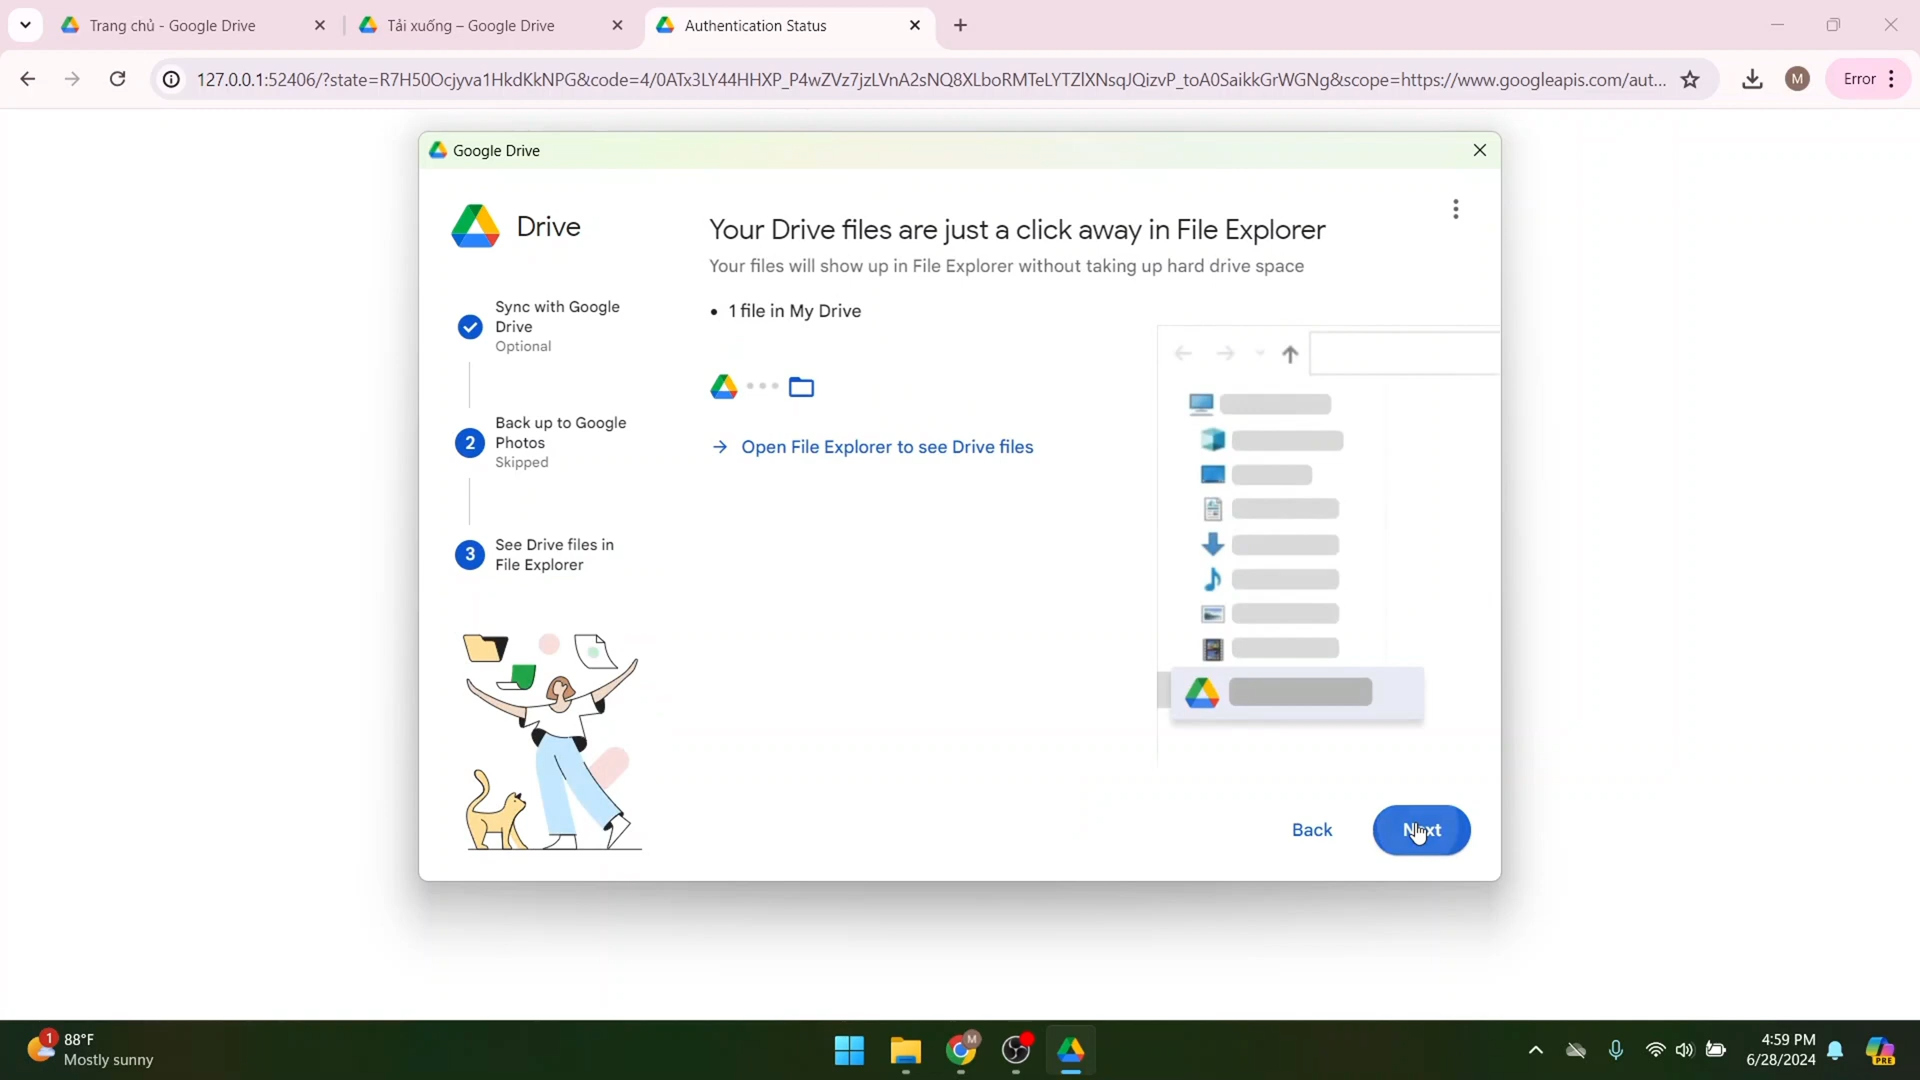 Trang chủ - Google Drive
Tải xuống – Google Drive
Authentication Status
127.0.0.1:52406/?state=R7H50Ocjyva1HkdKkNPG&code=4/0ATx3LY44HHXP_P4wZVz7jzLVnA2sNQ8XLboRMTeLYTZlXNsqJQizvP_toA0SaikkGrWGNg&scope=https://www.googleapis.com/aut...
M
Error
Google Drive
Drive
Sync with Google
Drive
Optional
2
Back up to Google
Photos
Skipped
3
See Drive files in
File Explorer
Your Drive files are just a click away in File Explorer
Your files will show up in File Explorer without taking up hard drive space
• 1 file in My Drive
Open File Explorer to see Drive files
Back
Next
1
88°F
Mostly sunny
M
4:59 PM
6/28/2024
PRE